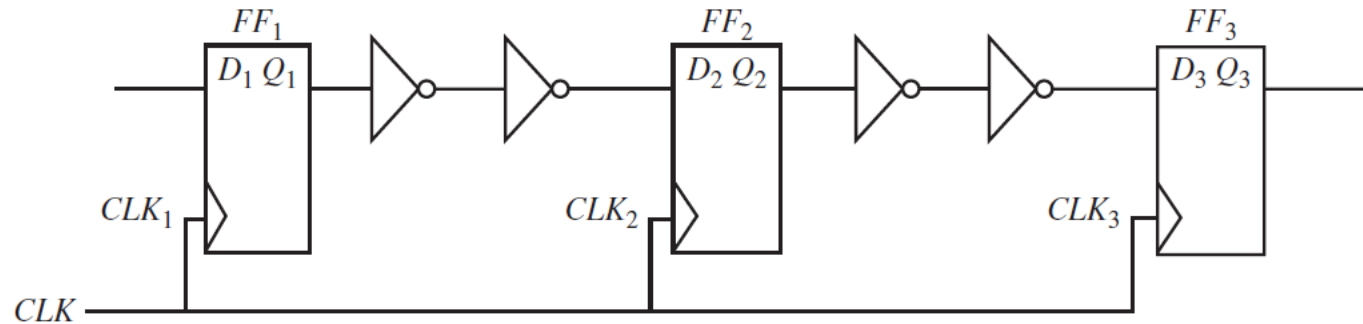 FF₁ FF₂ FF₃
D₁ Q₁ D₂ Q₂ D₃ Q₃
CLK₁ CLK₂ CLK₃
CLK